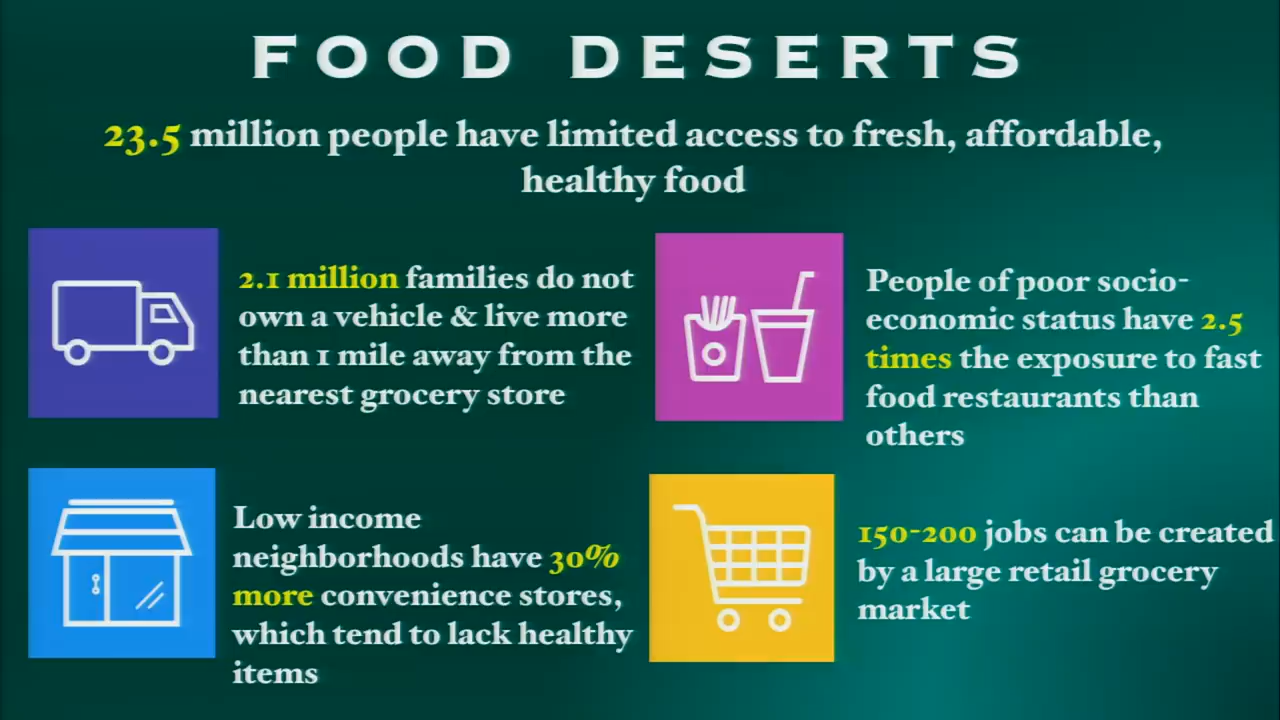 FOOD DESERTS
23.5 million people have limited access to fresh, affordable,
healthy food
2.1 million families do not
own a vehicle & live more
than 1 mile away from the
nearest grocery store
People of poor socio-
economic status have 2.5
times the exposure to fast
food restaurants than
others
Low income
neighborhoods have 30%
more convenience stores,
which tend to lack healthy
items
150-200 jobs can be created
by a large retail grocery
market